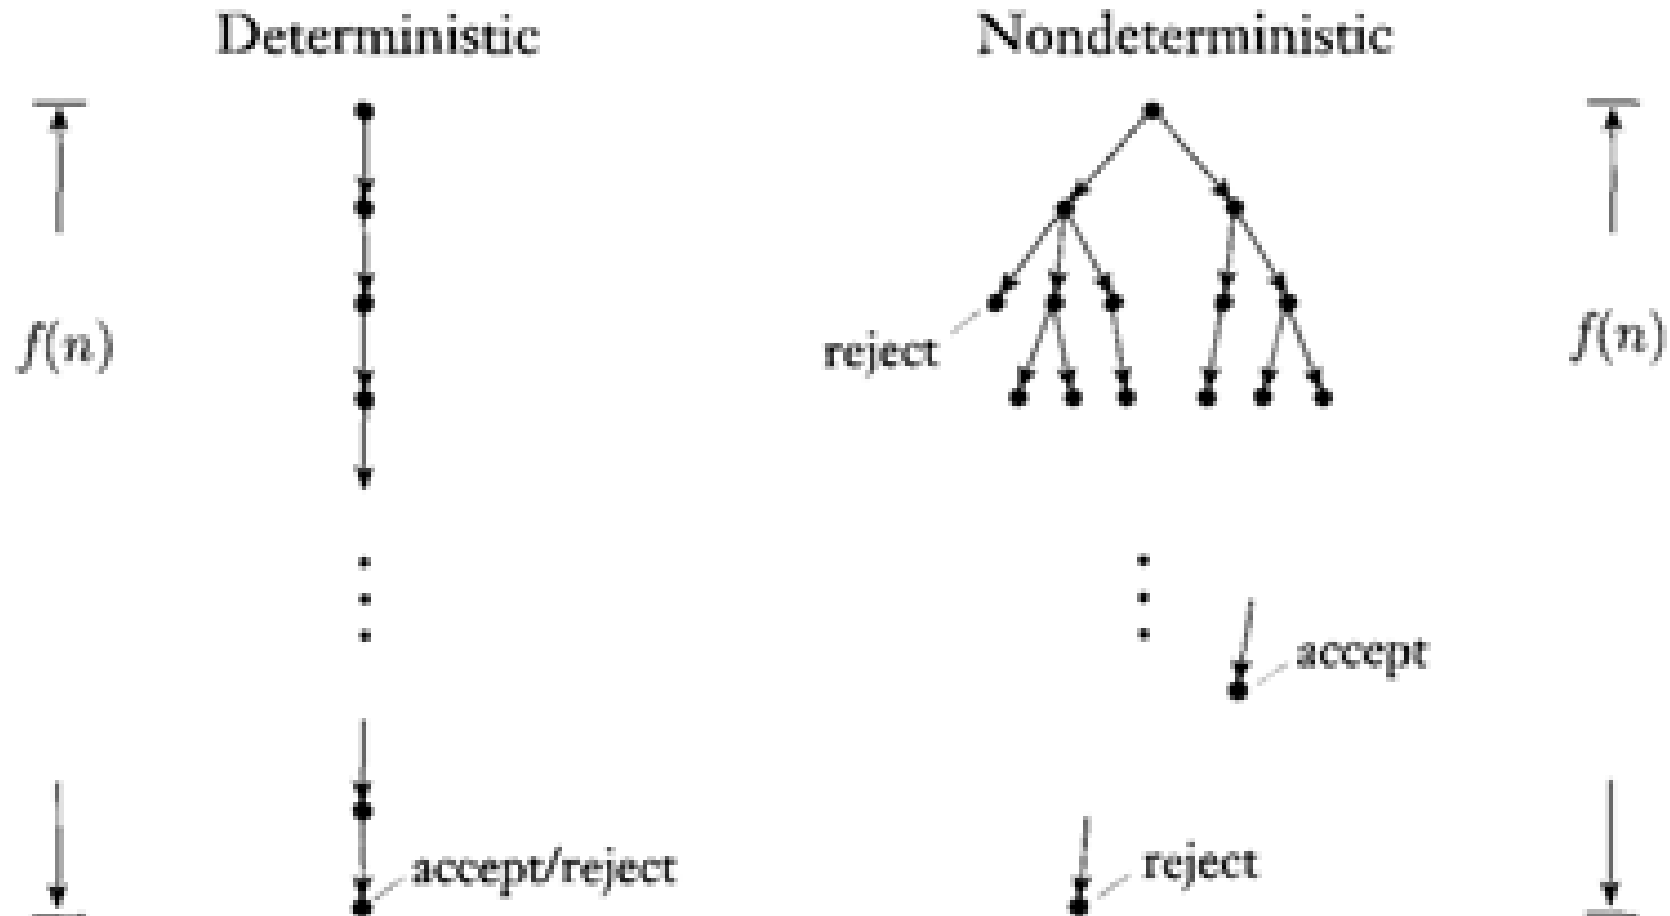 Deterministic
Nondeterministic
f(n)
reject
f(n)
accept
accept/reject
reject